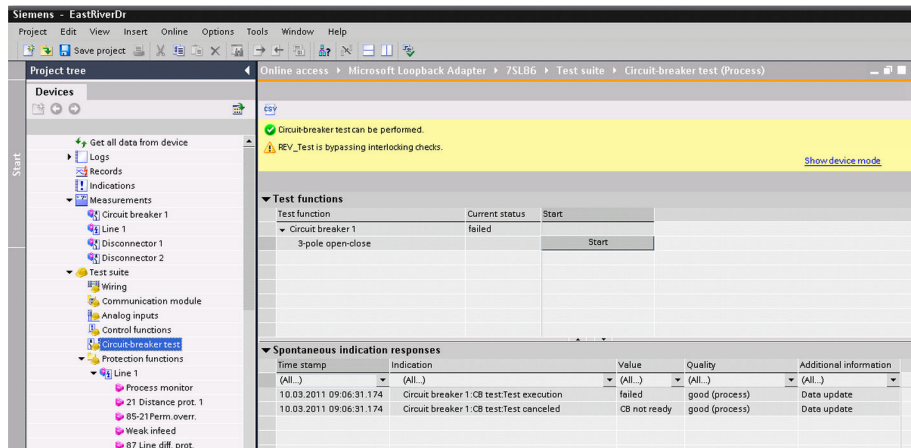 Siemens - EastRiverDr
Project Edit View Insert Online Options Tools Window Help
Save project
Project tree
Online access Microsoft Loopback Adapter 7SL86 Test suite Circuit-breaker test (Process)
Devices
csv
Start
Circuit-breaker test can be performed.
REV_Test is bypassing interlocking checks.
Show device mode
Get all data from device
Logs
Records
Indications
Measurements
Circuit breaker 1
Line 1
Disconnector 1
Disconnector 2
Test suite
Wiring
Communication module
Analog inputs
Control functions
Circuit-breaker test
Protection functions
Line 1
Process monitor
21 Distance prot. 1
85-21Perm.overr.
Weak infeed
87 Line diff. prot.
Test functions
Test function Current status Start
Circuit breaker 1 failed
3-pole open-close Start
Spontaneous indication responses
Time stamp Indication Value Quality Additional information
(All...) (All...) (All...) (All...) (All...)
10.03.2011 09:06:31.174 Circuit breaker 1:CB test:Test execution failed good (process) Data update
10.03.2011 09:06:31.174 Circuit breaker 1:CB test:Test canceled CB not ready good (process) Data update